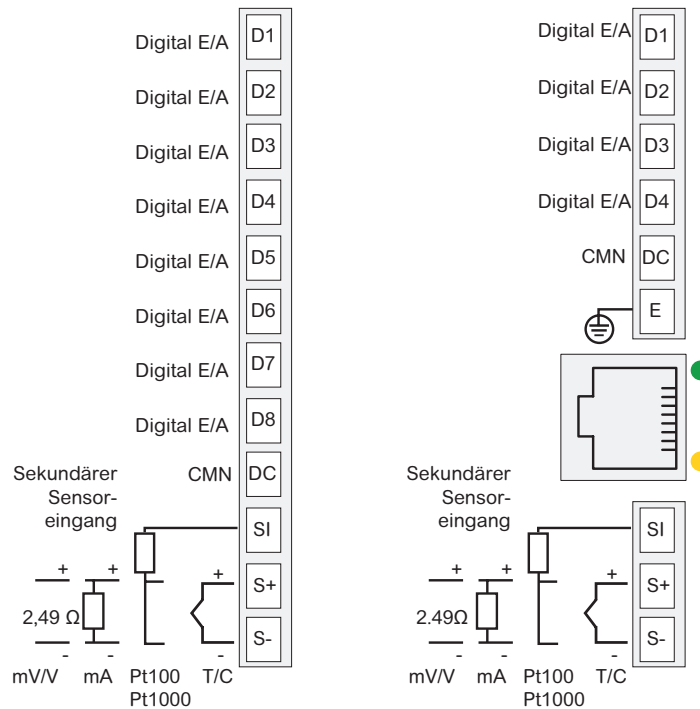 Digital E/A D1
Digital E/A D2
Digital E/A D3
Digital E/A D4
Digital E/A D5
Digital E/A D6
Digital E/A D7
Digital E/A D8
CMN DC
Sekundärer
Sensor-
eingang
SI
S+
S-
+ + +
2,49 Ω
- - -
mV/V mA Pt100 T/C
Pt1000
Digital E/A D1
Digital E/A D2
Digital E/A D3
Digital E/A D4
CMN DC
E
Sekundärer
Sensor-
eingang
SI
S+
S-
+ + +
2.49Ω
- - -
mV/V mA Pt100 T/C
Pt1000